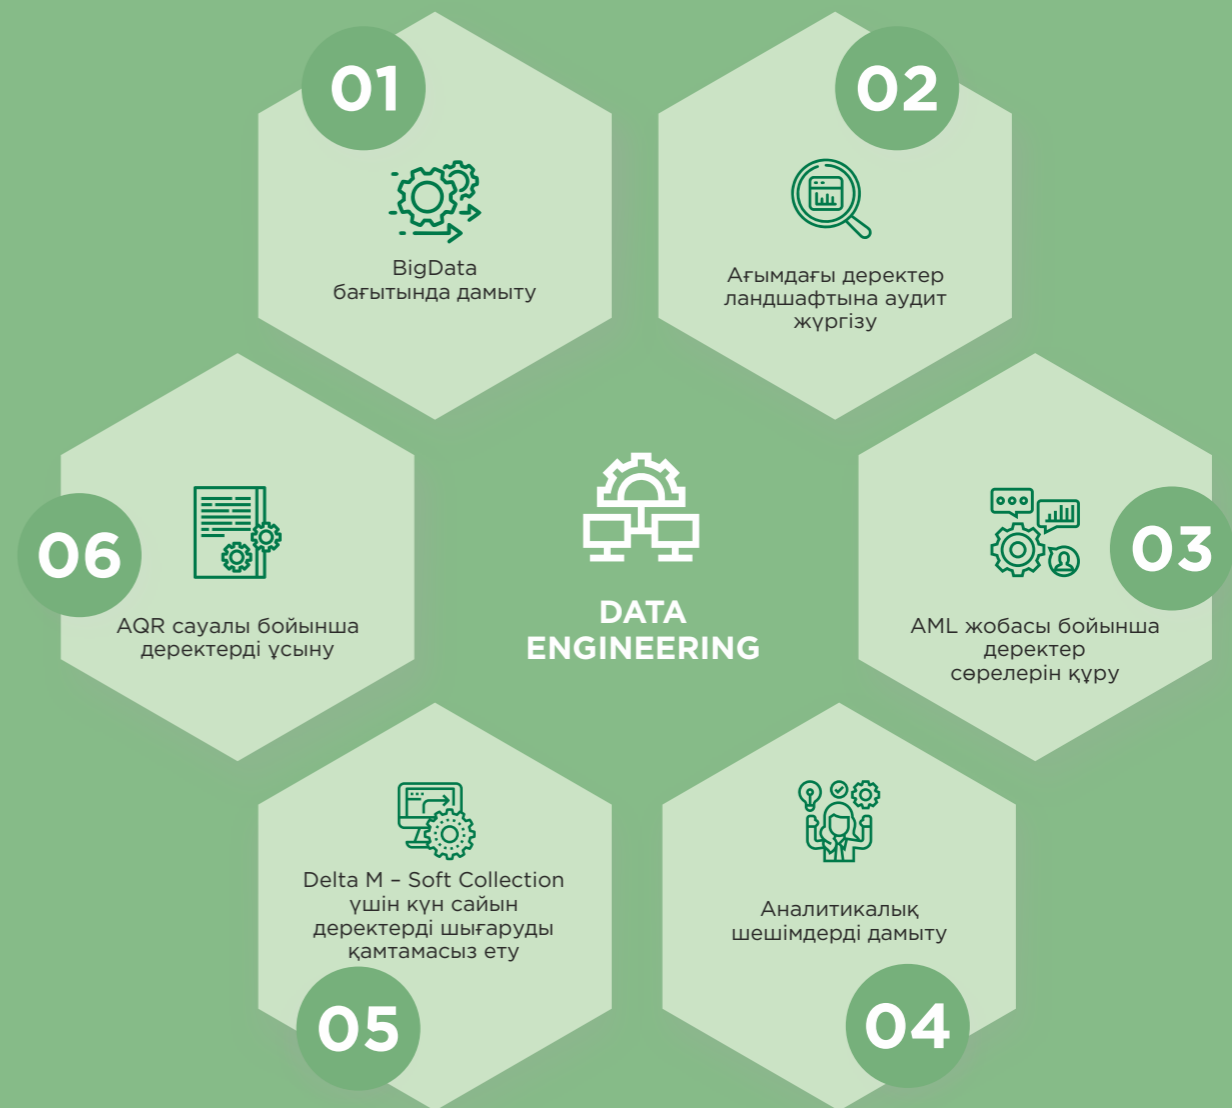 01
BigData
бағытында дамыту
02
Ағымдағы деректер
ландшафтына аудит
жүргізу
03
AML жобасы бойынша
деректер
сөрелерін құру
04
Аналитикалық
шешімдерді дамыту
05
Delta M – Soft Collection
үшін күн сайын
деректерді шығаруды
қамтамасыз ету
06
AQR сауалы бойынша
деректерді ұсыну
DATA
ENGINEERING